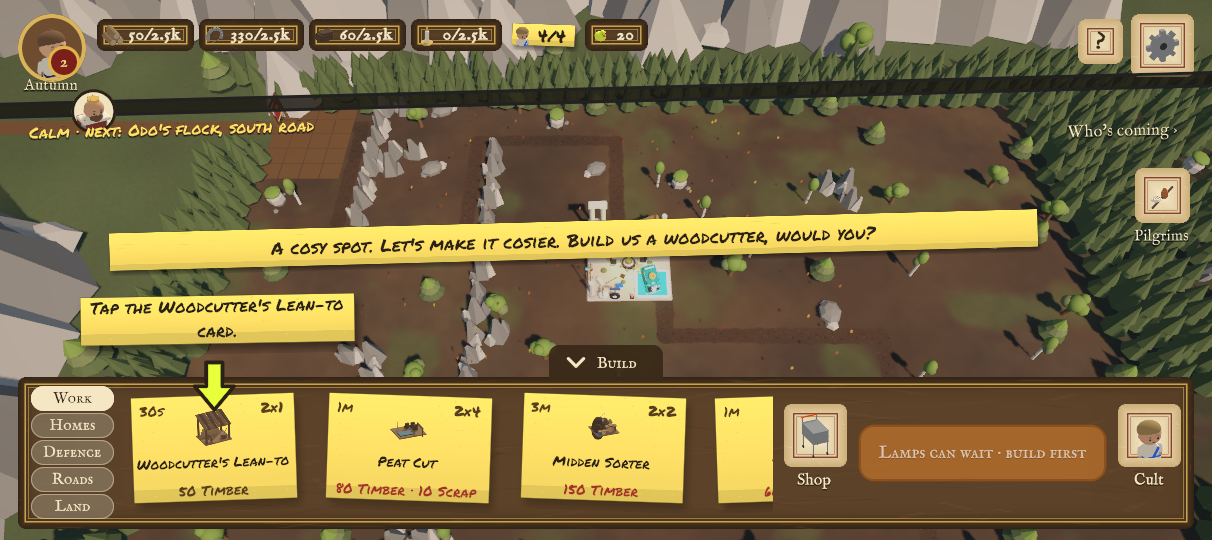 50/2.5k
330/2.5k
60/2.5k
0/2.5k
4/4
20
?
2
Autumn
Calm · next: Odo's flock, south road
Who's coming ›
Pilgrims
A cosy spot. Let's make it cosier. Build us a woodcutter, would you?
Tap the Woodcutter's Lean-to
card.
Build
Work
Homes
Defence
Roads
Land
30s
2x1
Woodcutter's Lean-to
50 Timber
1m
2x4
Peat Cut
80 Timber · 10 Scrap
3m
2x2
Midden Sorter
150 Timber
1m
Shop
Lamps can wait · build first
Cult